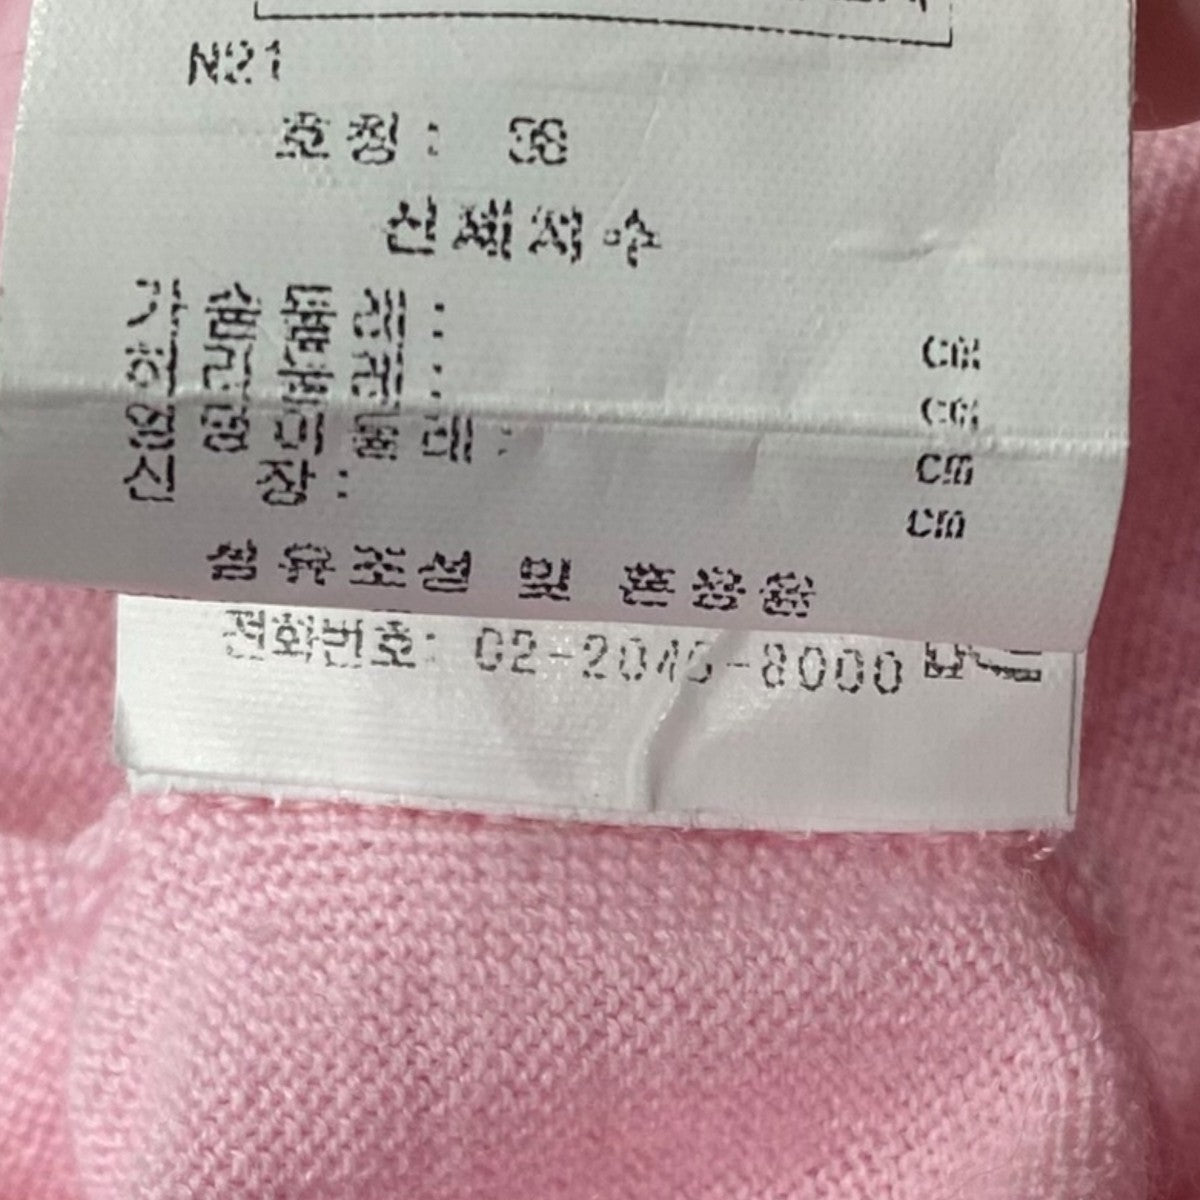 N21
호칭: 38
신체치수
가슴둘레: cm
허리둘레: cm
엉덩이둘레: cm
신 장: cm
섬유조성 및 혼용율
전화번호: 02-2046-8000